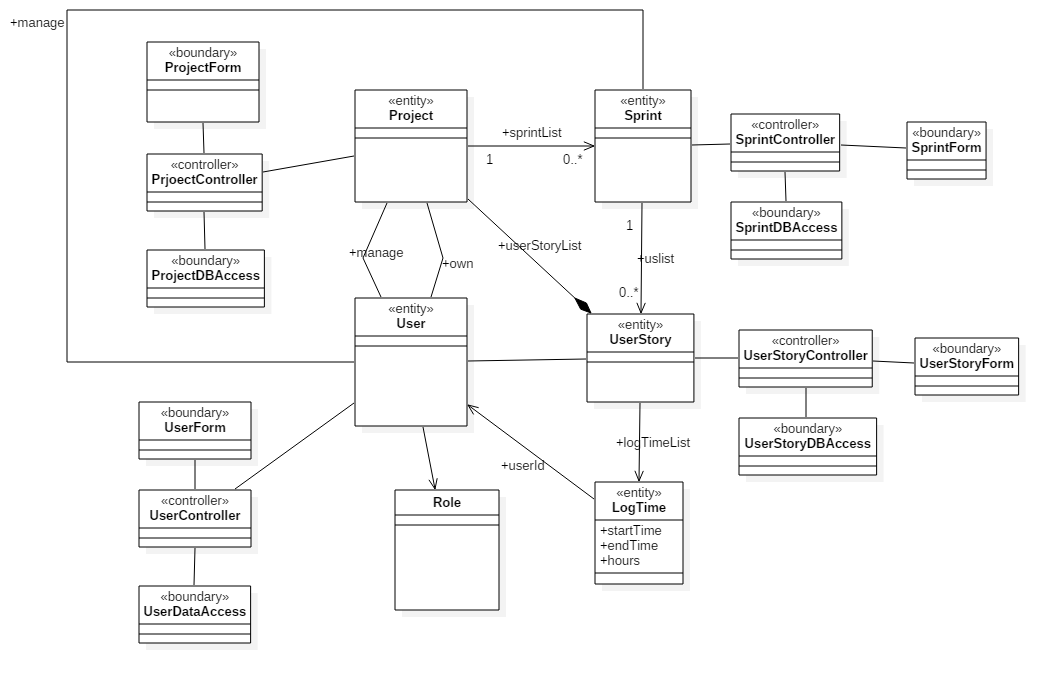 +manage
«boundary»
ProjectForm
«entity»
Project
+sprintList
1
0..*
«entity»
Sprint
«controller»
SprintController
«boundary»
SprintForm
«controller»
PrjoectController
«boundary»
SprintDBAccess
«boundary»
ProjectDBAccess
+manage
+own
+userStoryList
1
+uslist
0..*
«entity»
User
«entity»
UserStory
«controller»
UserStoryController
«boundary»
UserStoryForm
«boundary»
UserForm
«boundary»
UserStoryDBAccess
+logTimeList
+userId
«controller»
UserController
Role
«entity»
LogTime
+startTime
+endTime
+hours
«boundary»
UserDataAccess